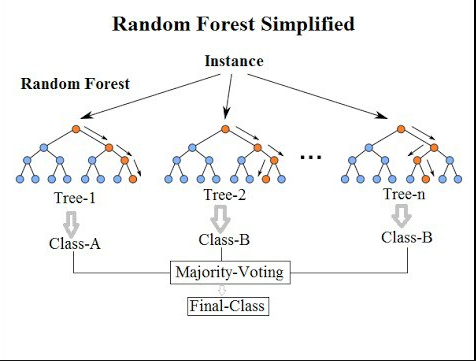 Random Forest Simplified
Instance
Random Forest
...
Tree-1 Tree-2 Tree-n
Class-A Class-B Class-B
Majority-Voting
Final-Class